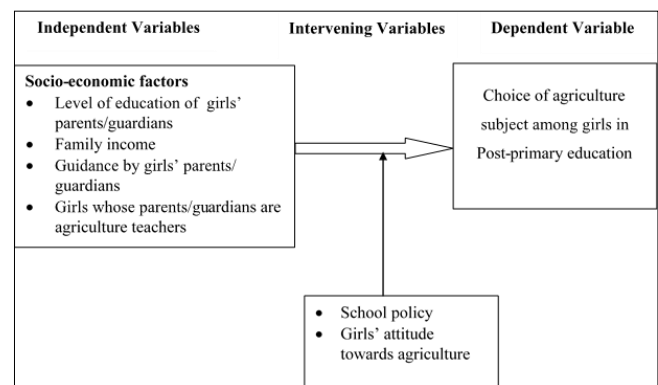 Independent Variables
Intervening Variables
Dependent Variable
Socio-economic factors
• Level of education of girls’
parents/guardians
• Family income
• Guidance by girls’ parents/
guardians
• Girls whose parents/guardians are
agriculture teachers
Choice of agriculture
subject among girls in
Post-primary education
• School policy
• Girls’ attitude
towards agriculture